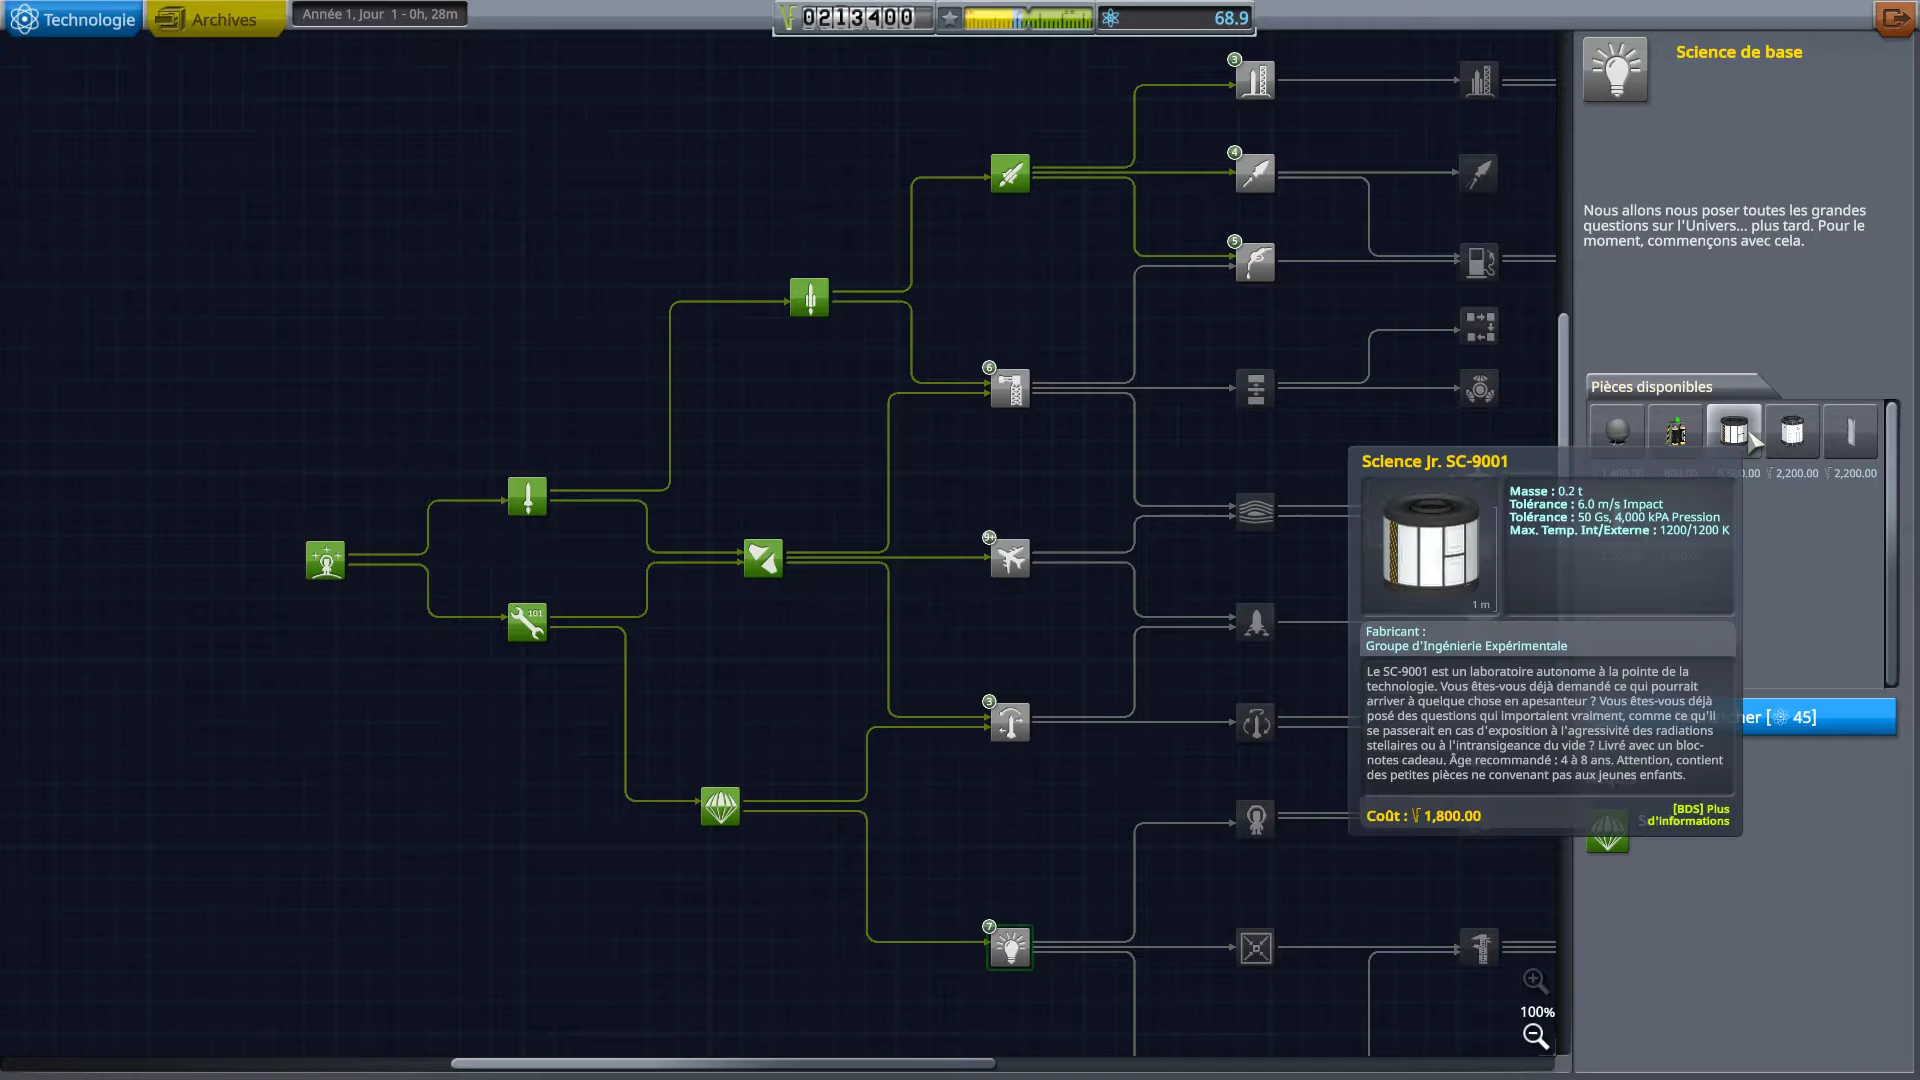 Technologie
Archives
Année 1, Jour 1 - 0h, 28m
0213400
68.9
Science de base
Nous allons nous poser toutes les grandes
questions sur l'Univers... plus tard. Pour le
moment, commençons avec cela.
3
4
5
6
9+
3
7
101
Pièces disponibles
2,200.00
2,200.00
Science Jr. SC-9001
Masse : 0.2 t
Tolérance : 6.0 m/s Impact
Tolérance : 50 Gs, 4,000 kPA Pression
Max. Temp. Int/Externe : 1200/1200 K
1 m
Fabricant :
Groupe d'Ingénierie Expérimentale
Le SC-9001 est un laboratoire autonome à la pointe de la
technologie. Vous êtes-vous déjà demandé ce qui pourrait
arriver à quelque chose en apesanteur ? Vous êtes-vous déjà
posé des questions qui importaient vraiment, comme ce qu'il
se passerait en cas d'exposition à l'agressivité des radiations
stellaires ou à l'intransigeance du vide ? Livré avec un bloc-
notes cadeau. Âge recommandé : 4 à 8 ans. Attention, contient
des petites pièces ne convenant pas aux jeunes enfants.
Coût : 1,800.00
[BDS] Plus
d'informations
[45]
100%